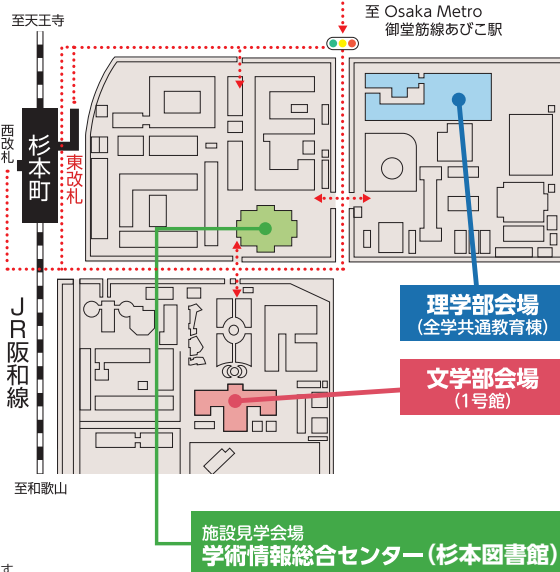 至天王寺
至 Osaka Metro
御堂筋線あびこ駅
西改札
杉本町
東改札
JR阪和線
理学部会場
(全学共通教育棟)
文学部会場
(1号館)
至和歌山
施設見学会場
学術情報総合センター(杉本図書館)
す